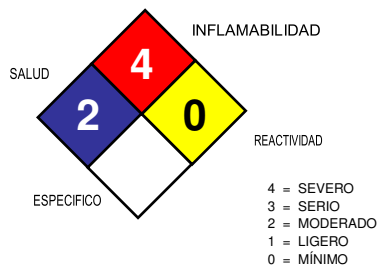 INFLAMABILIDAD
SALUD
4
2
0
REACTIVIDAD
ESPECIFICO
4 = SEVERO
3 = SERIO
2 = MODERADO
1 = LIGERO
0 = MÍNIMO